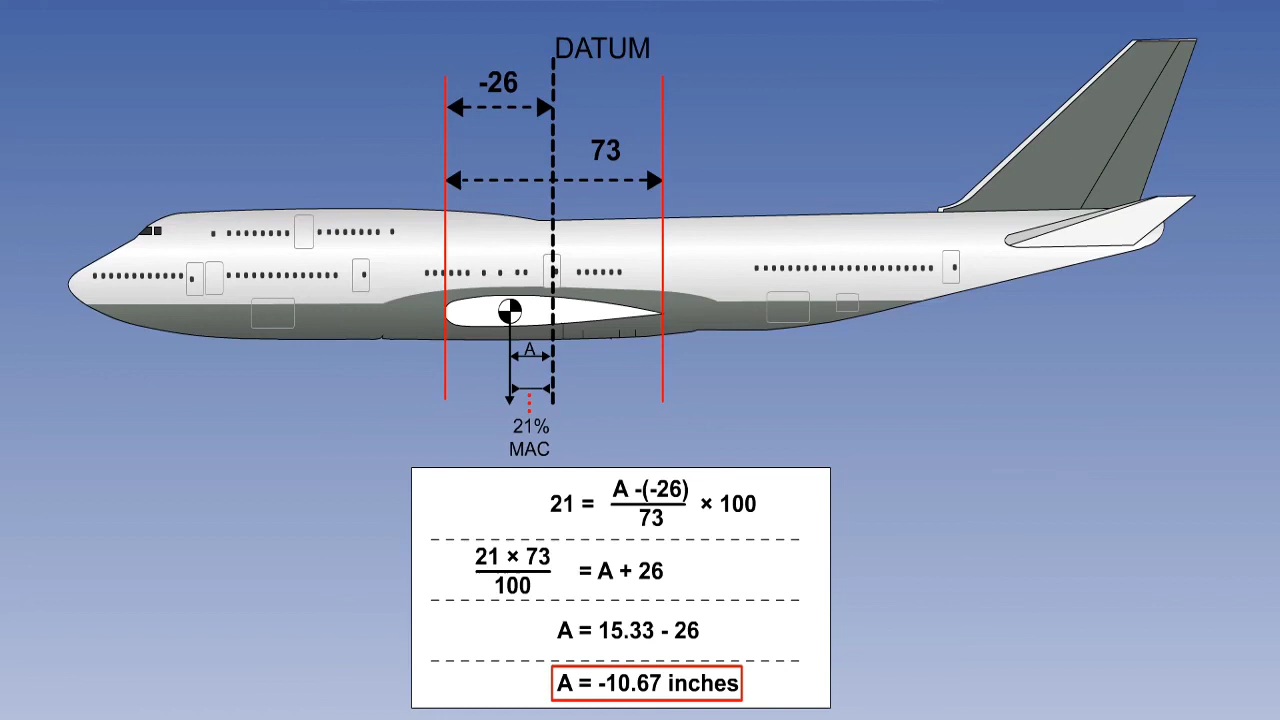 DATUM
-26
73
A
21%
MAC
21 = A -(-26) / 73 × 100
21 × 73 / 100 = A + 26
A = 15.33 - 26
A = -10.67 inches